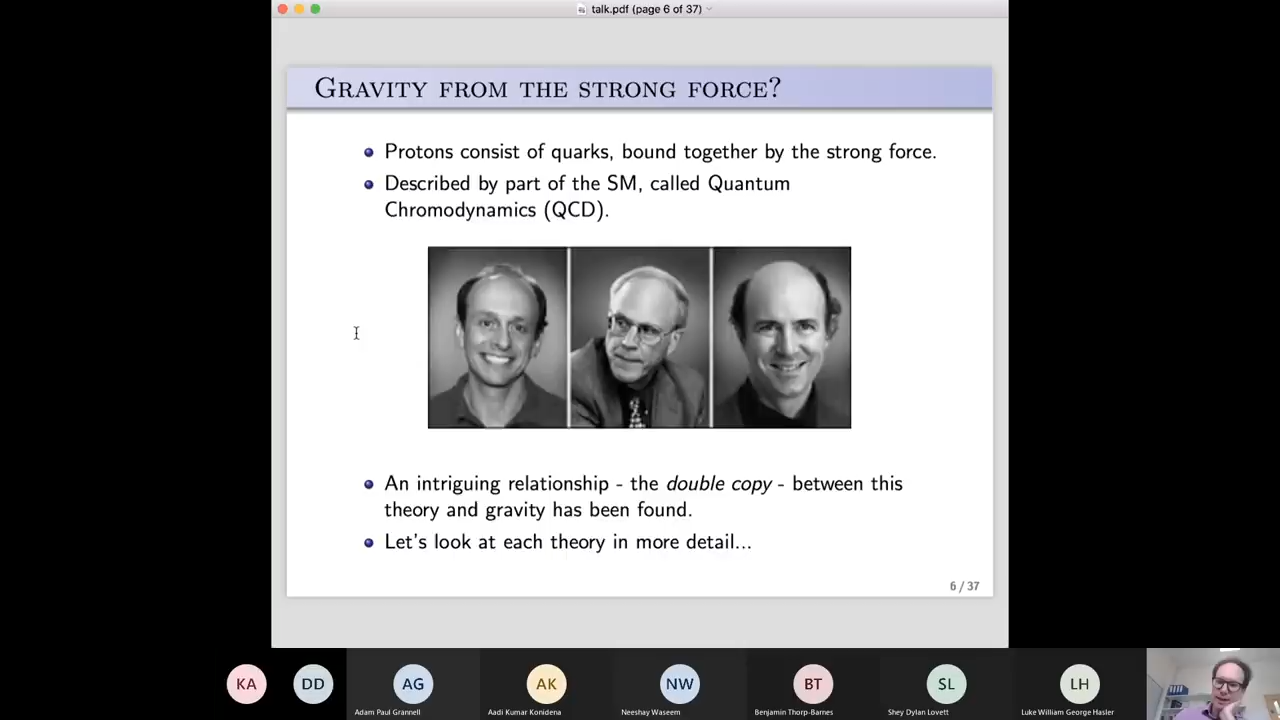 talk.pdf (page 6 of 37)
GRAVITY FROM THE STRONG FORCE?
Protons consist of quarks, bound together by the strong force.
Described by part of the SM, called Quantum
Chromodynamics (QCD).
An intriguing relationship - the double copy - between this
theory and gravity has been found.
Let's look at each theory in more detail...
6 / 37
KA DD AG AK NW BT SL LH
Adam Paul Grannell Aadi Kumar Konidena Neeshay Waseem Benjamin Thorp-Barnes Shey Dylan Lovett Luke William George Hasler